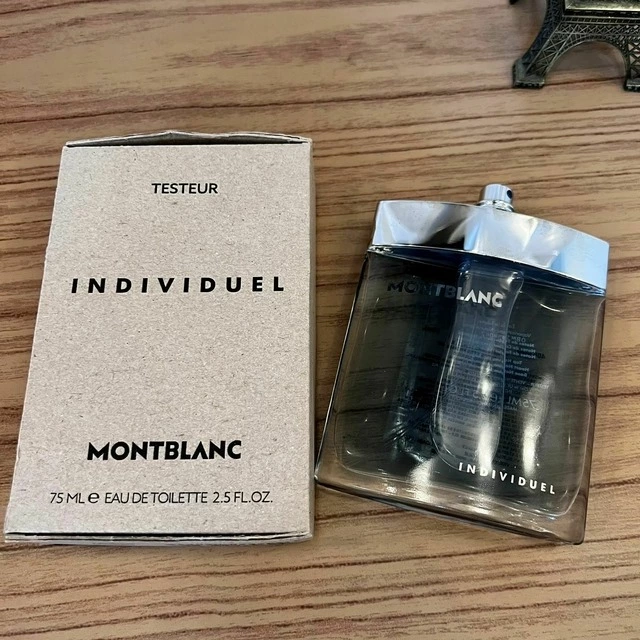 TESTEUR
INDIVIDUEL
MONTBLANC
75 ML e EAU DE TOILETTE 2.5 FL.OZ.
MONTBLANC
INDIVIDUEL